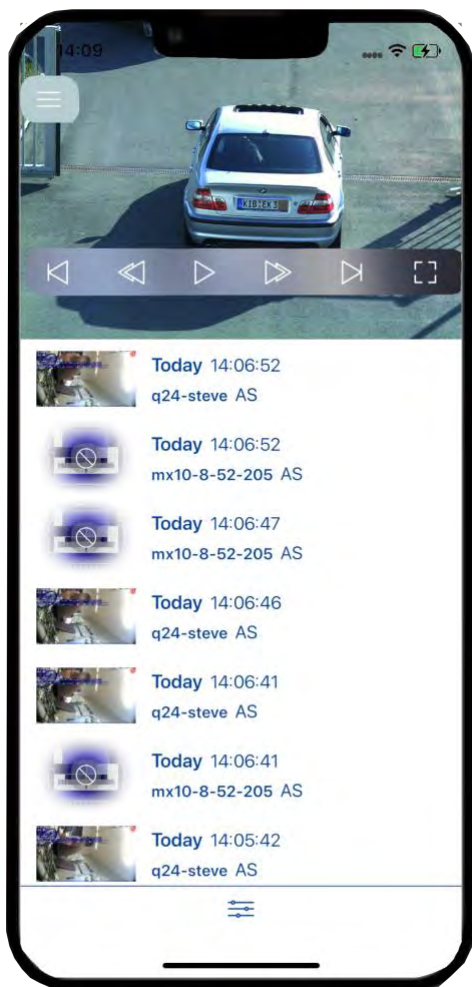 14:09
KIB:EK 3
Today 14:06:52
q24-steve AS
Today 14:06:52
mx10-8-52-205 AS
Today 14:06:47
mx10-8-52-205 AS
Today 14:06:46
q24-steve AS
Today 14:06:41
q24-steve AS
Today 14:06:41
mx10-8-52-205 AS
Today 14:05:42
q24-steve AS